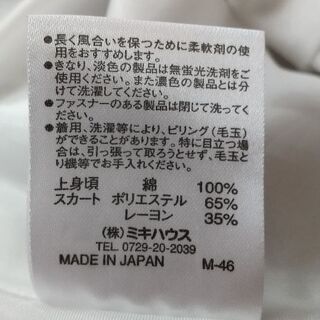 ●長く風合いを保つために柔軟剤の使
用をおすすめします。
●きなり、淡色の製品は無蛍光洗剤をご
使用ください。また濃色の製品とは分
けて洗濯してください。
●ファスナーのある製品は閉じて洗ってく
ださい。
●着用、洗濯等により、ピリング(毛玉)
ができることがあります。特に目立つ場
合は、引っ張って取ろうとせず、毛玉と
り機等でお手入れください。
上身頃 綿 100%
スカート ポリエステル 65%
レーヨン 35%
(株)ミキハウス
TEL. 0729-20-2039
MADE IN JAPAN M-46